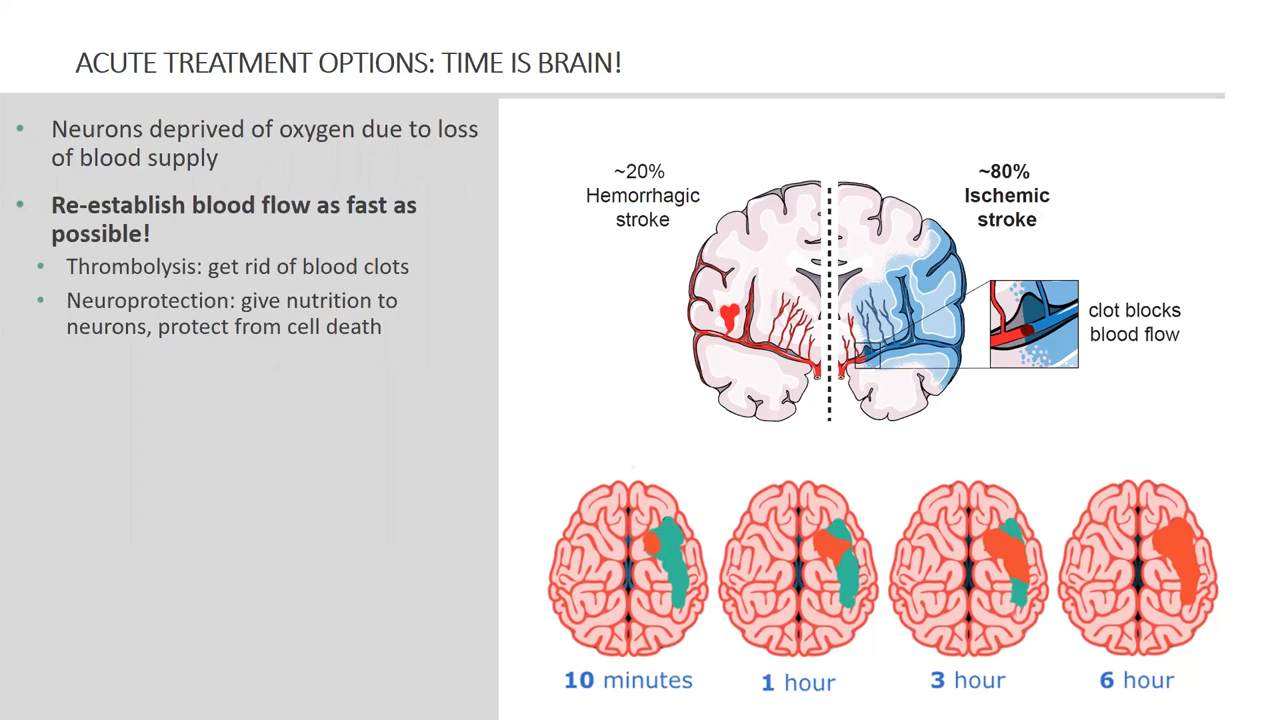 ACUTE TREATMENT OPTIONS: TIME IS BRAIN!
• Neurons deprived of oxygen due to loss
of blood supply
• Re-establish blood flow as fast as
possible!
• Thrombolysis: get rid of blood clots
• Neuroprotection: give nutrition to
neurons, protect from cell death
~20%
Hemorrhagic
stroke
~80%
Ischemic
stroke
clot blocks
blood flow
10 minutes
1 hour
3 hour
6 hour